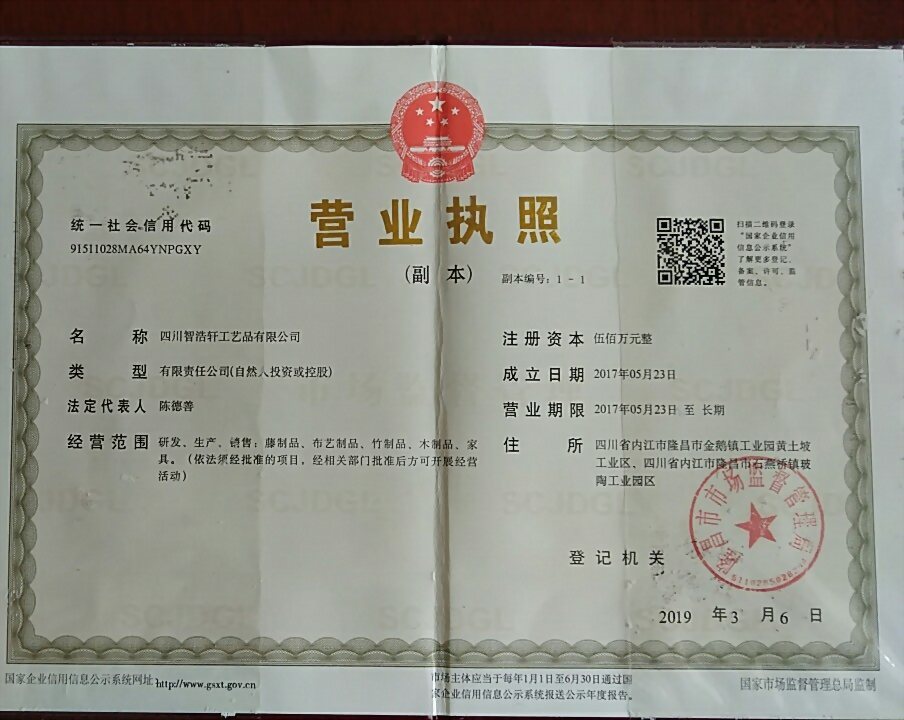 统一社会信用代码
91511028MA64YNPGXY
营业执照
(副 本)
副本编号：1 - 1
扫描二维码登录
“国家企业信用
信息公示系统”
了解更多登记、
备案、许可、监
管信息。
名 称 四川智浩轩工艺品有限公司
类 型 有限责任公司(自然人投资或控股)
法定代表人 陈德善
经营范围 研发、生产、销售：藤制品、布艺制品、竹制品、木制品、家
具。（依法须经批准的项目，经相关部门批准后方可开展经营
活动）
注册资本 伍佰万元整
成立日期 2017年05月23日
营业期限 2017年05月23日 至 长期
住 所 四川省内江市隆昌市金鹅镇工业园黄土坡
工业区、四川省内江市隆昌市石燕桥镇玻
陶工业园区
登记机关
隆昌市市场监督管理局
2019 年 3 月 6 日
国家企业信用信息公示系统网址 http://www.gsxt.gov.cn
市场主体应当于每年1月1日至6月30日通过国
家企业信用信息公示系统报送公示年度报告。
国家市场监督管理总局监制
SCJDGL